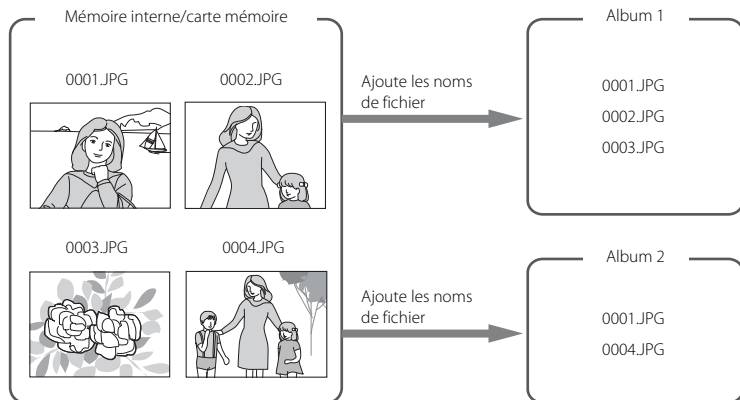 Mémoire interne/carte mémoire
0001.JPG
0002.JPG
0003.JPG
0004.JPG
Ajoute les noms
de fichier
Ajoute les noms
de fichier
Album 1
0001.JPG
0002.JPG
0003.JPG
Album 2
0001.JPG
0004.JPG